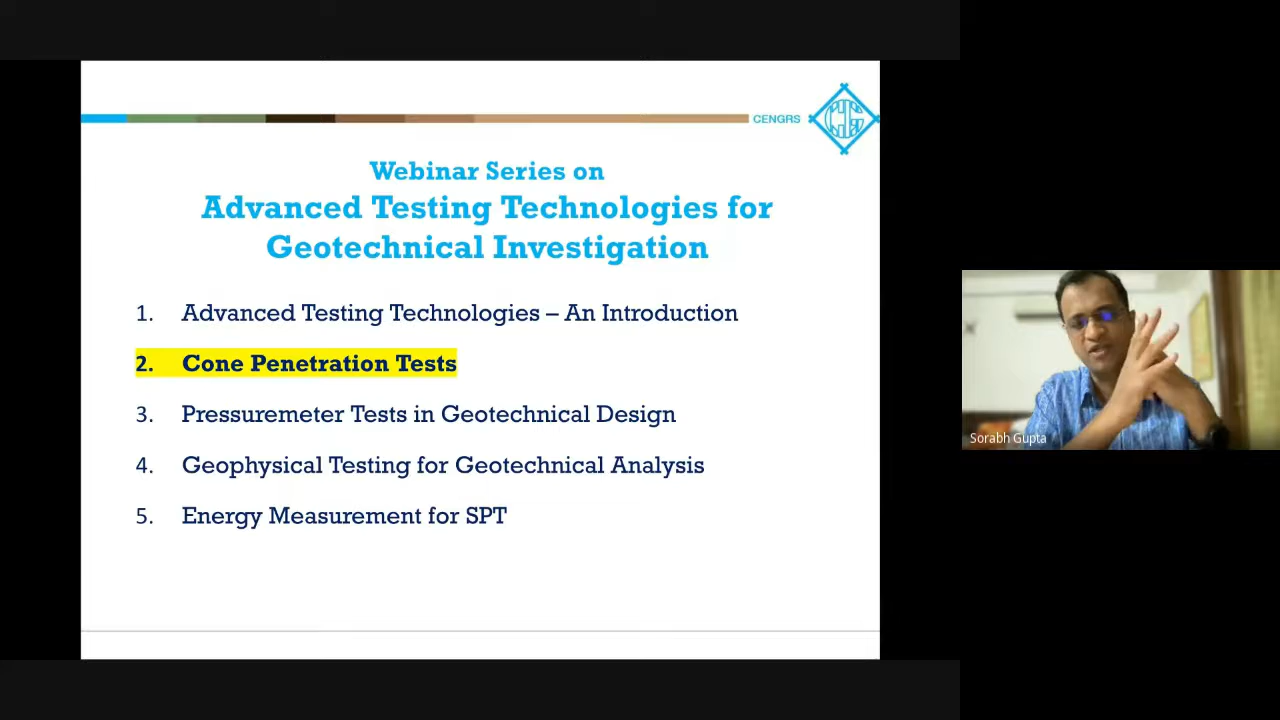 CENGRS
Webinar Series on
Advanced Testing Technologies for
Geotechnical Investigation
1. Advanced Testing Technologies – An Introduction
2. Cone Penetration Tests
3. Pressuremeter Tests in Geotechnical Design
4. Geophysical Testing for Geotechnical Analysis
5. Energy Measurement for SPT
Sorabh Gupta